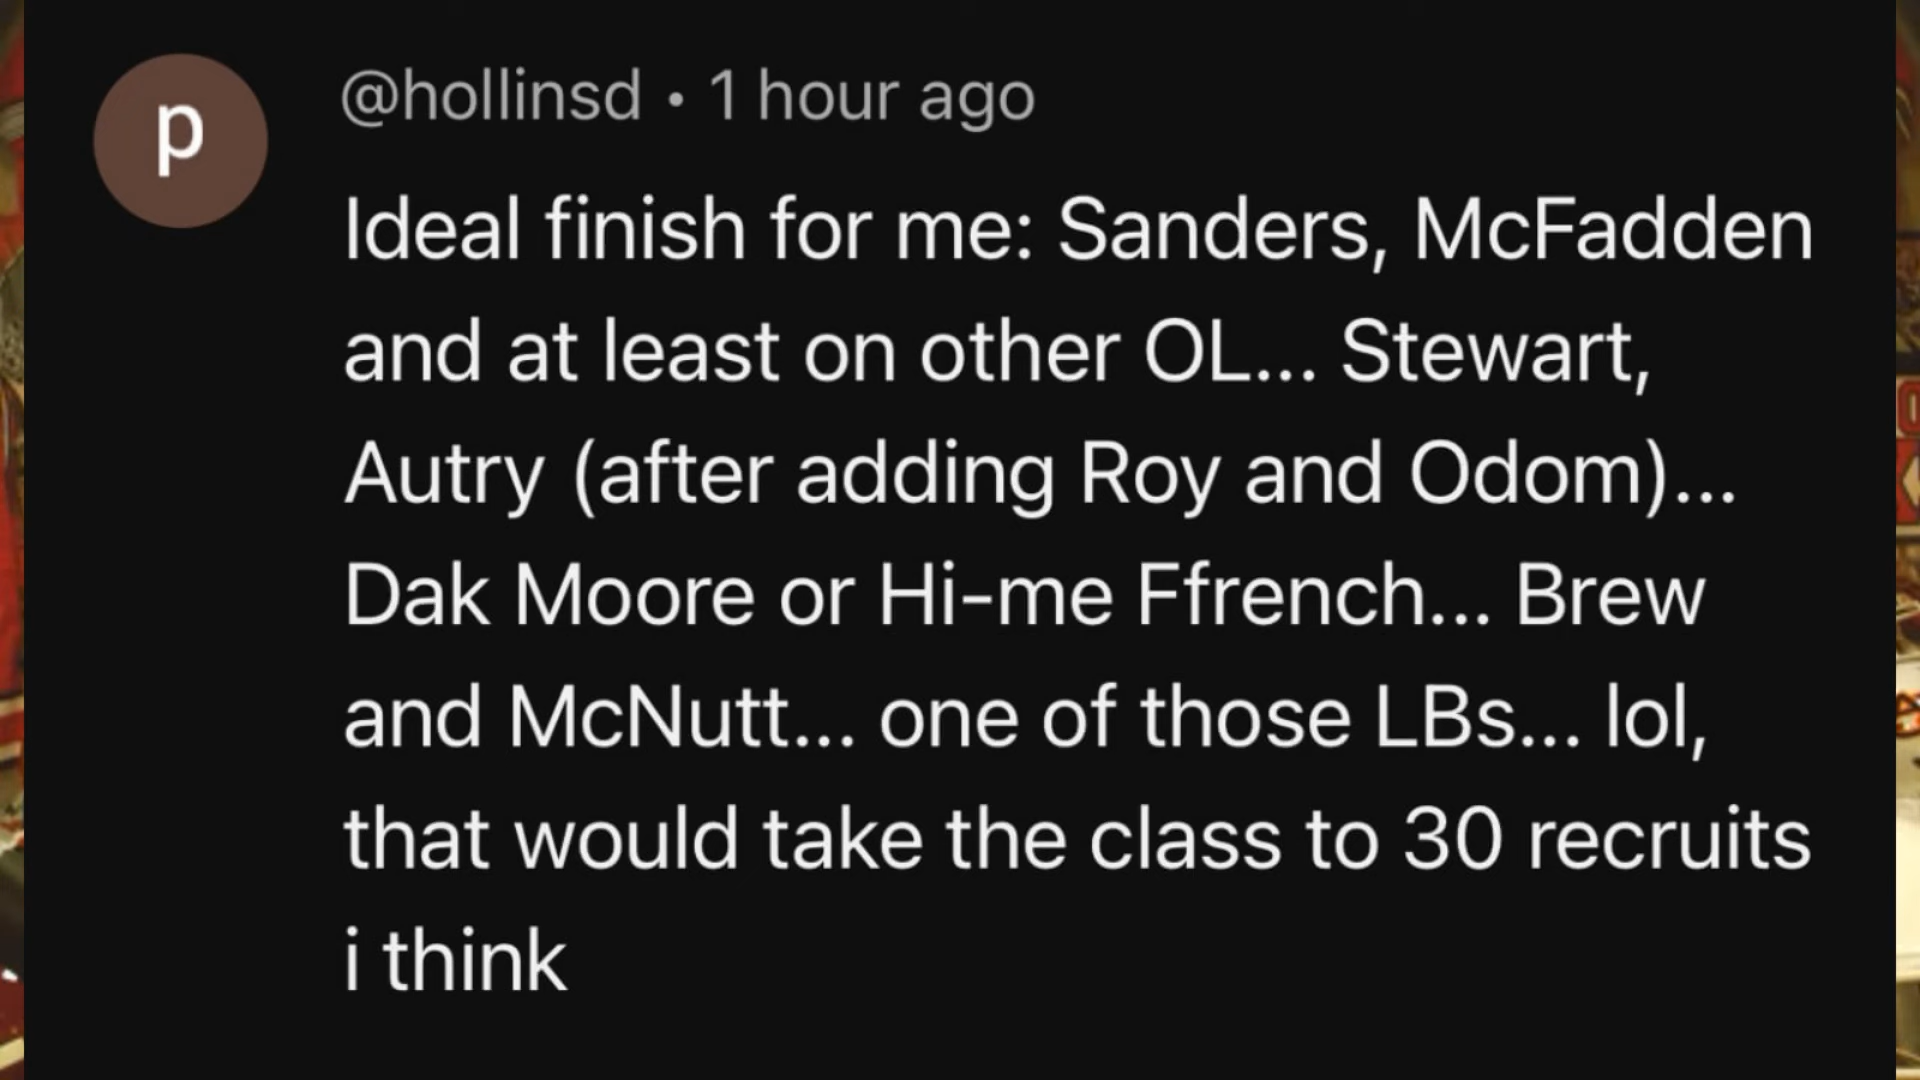 p
@hollinsd • 1 hour ago
Ideal finish for me: Sanders, McFadden
and at least on other OL... Stewart,
Autry (after adding Roy and Odom)...
Dak Moore or Hi-me Ffrench... Brew
and McNutt... one of those LBs... lol,
that would take the class to 30 recruits
i think